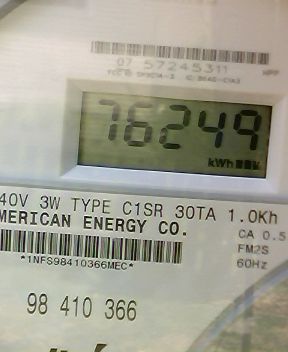 07 57245311
76249
kWh
40V 3W TYPE C1SR 30TA 1.0Kh
MERICAN ENERGY CO.
CA 0.5
FM2S
60Hz
*1NFS98410366MEC*
98 410 366